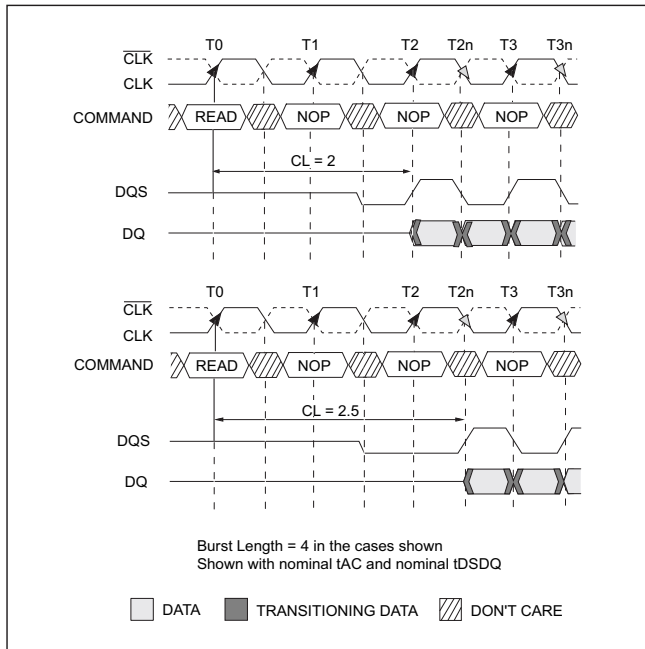 T0 T1 T2 T2n T3 T3n
CLK
CLK
COMMAND READ NOP NOP NOP
CL = 2
DQS
DQ
T0 T1 T2 T2n T3 T3n
CLK
CLK
COMMAND READ NOP NOP NOP
CL = 2.5
DQS
DQ
Burst Length = 4 in the cases shown
Shown with nominal tAC and nominal tDSDQ
DATA TRANSITIONING DATA DON'T CARE